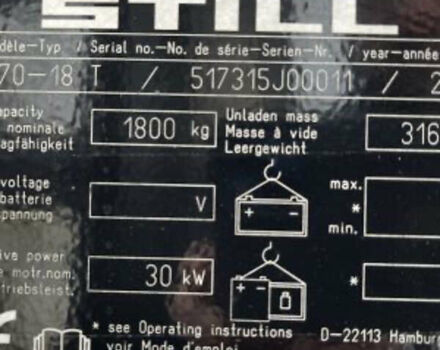 STILL
dèle-Typ / Serial no.-No. de série-Serien-Nr. / year-année
70-18 T / 517315J00011 / 2
apacity
nominale
agfähigkeit
1800 kg
Unladen mass
Masse à vide
Leergewicht
316
voltage
batterie
spannung
V
+ -
max.
*
min.
ive power
e motr.nom.
triebsleist.
30 kW
+
-
*
* see Operating instructions
voir Mode d'emploi
D-22113 Hambur